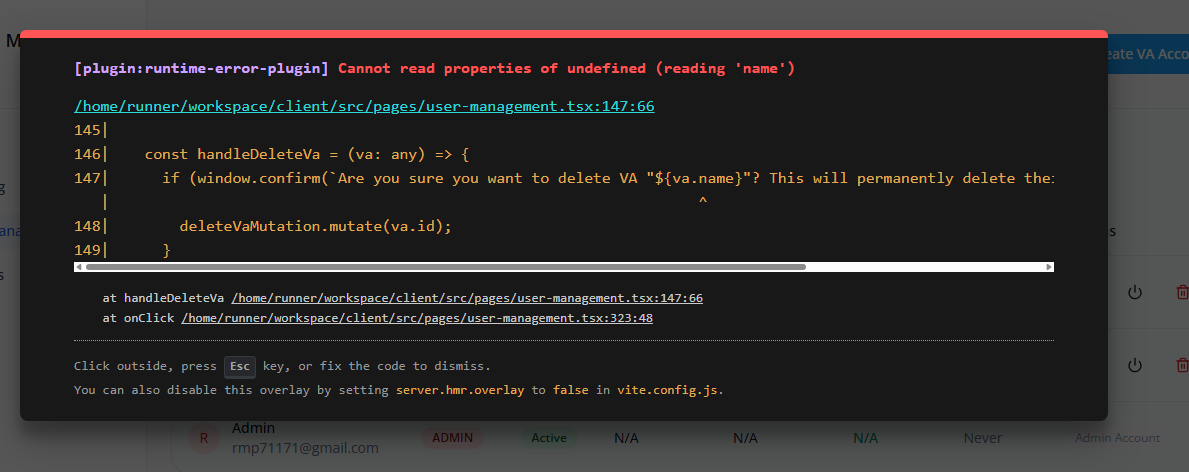 M
[plugin:runtime-error-plugin] Cannot read properties of undefined (reading 'name')
eate VA Acco
/home/runner/workspace/client/src/pages/user-management.tsx:147:66
145|
146|    const handleDeleteVa = (va: any) => {
147|      if (window.confirm(`Are you sure you want to delete VA "${va.name}"? This will permanently delete thei
|                                                                  ^
148|        deleteVaMutation.mutate(va.id);
149|      }
g
ana
s
s
at handleDeleteVa /home/runner/workspace/client/src/pages/user-management.tsx:147:66
at onClick /home/runner/workspace/client/src/pages/user-management.tsx:323:48
Click outside, press Esc key, or fix the code to dismiss.
You can also disable this overlay by setting server.hmr.overlay to false in vite.config.js.
R
Admin
rmp71171@gmail.com
ADMIN
Active
N/A
N/A
N/A
Never
Admin Account